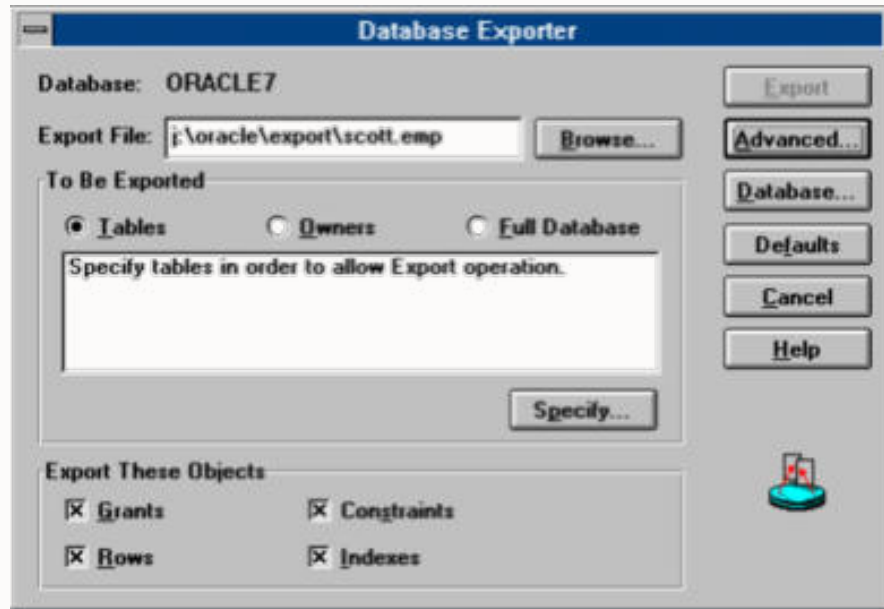 Database Exporter
Database: ORACLE7
Export
Export File: j:\oracle\export\scott.emp
Browse...
Advanced...
To Be Exported
Database...
Tables
Owners
Full Database
Defaults
Specify tables in order to allow Export operation.
Cancel
Help
Specify...
Export These Objects
Grants
Constraints
Rows
Indexes